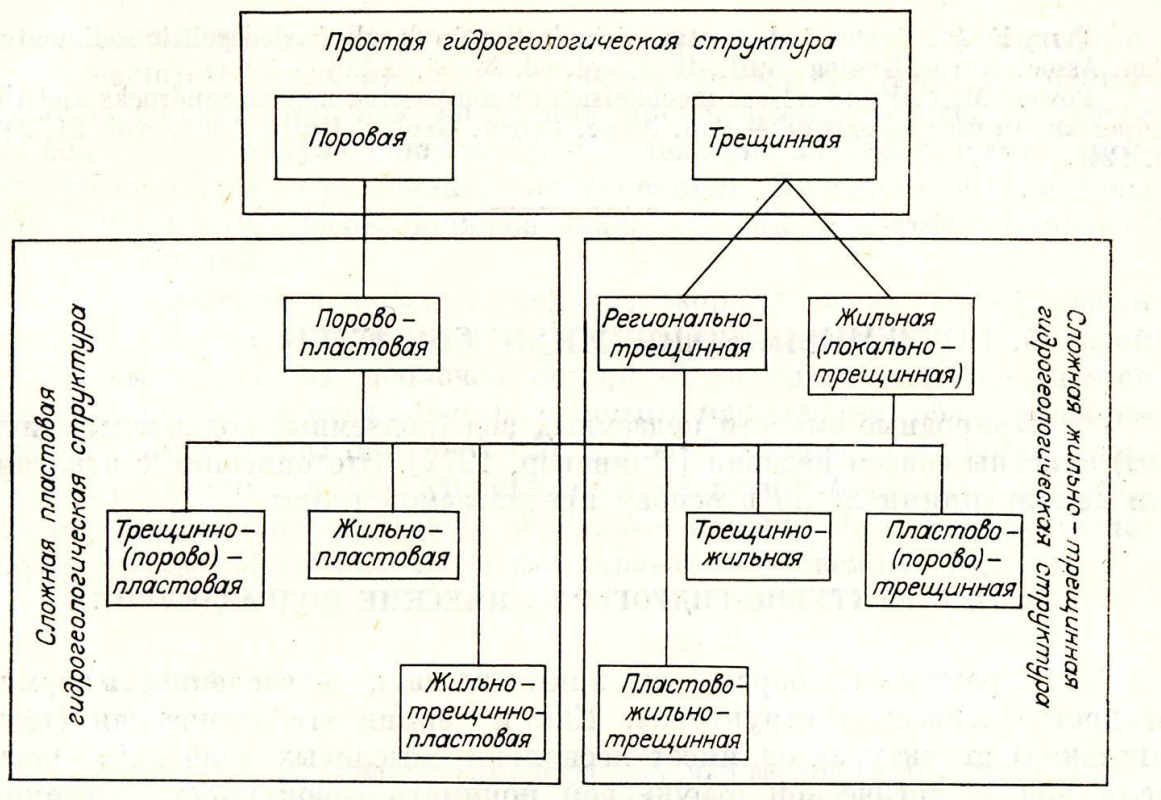 Простая гидрогеологическая структура
Поровая
Трещинная
Сложная пластовая
гидрогеологическая структура
Порово—
пластовая
Трещинно—
(порово) —
пластовая
Жильно—
пластовая
Жильно—
трещинно-
пластовая
Регионально-
трещинная
Жильная
(локально-
трещинная)
Трещинно-
жильная
Пластово—
(порово) —
трещинная
Пластово-
жильно-
трещинная
Сложная жильно-трещинная
гидрогеологическая структура